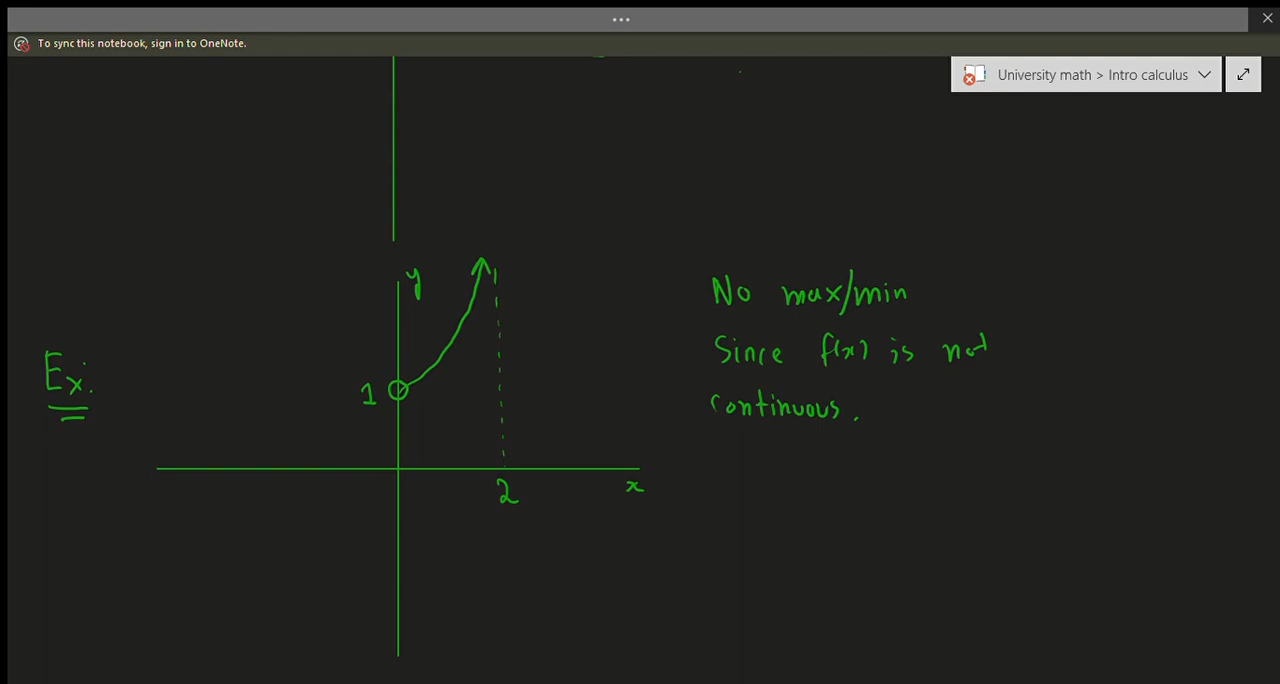 To sync this notebook, sign in to OneNote.
University math > Intro calculus
y
No max/min
Since f(x) is not
Ex.
1
continuous.
2
x